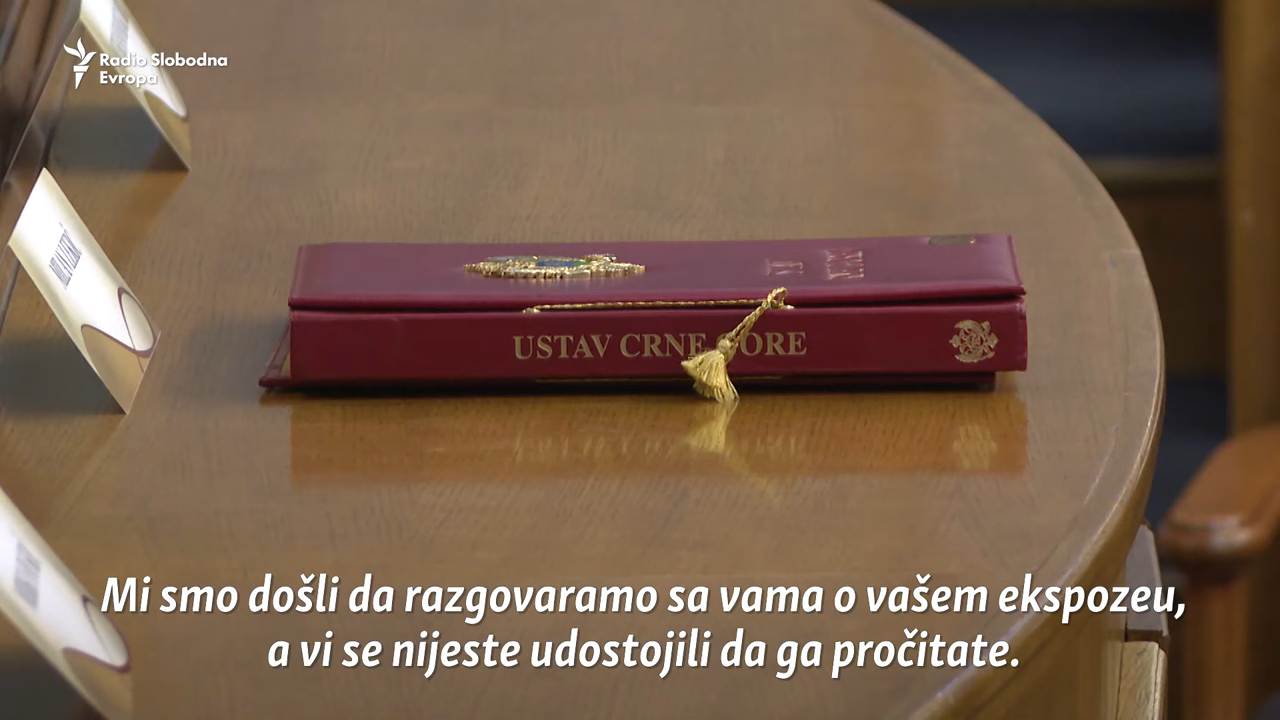 Radio Slobodna
Evropa
USTAV CRNE GORE
Mi smo došli da razgovaramo sa vama o vašem ekspozeu,
a vi se nijeste udostojili da ga pročitate.